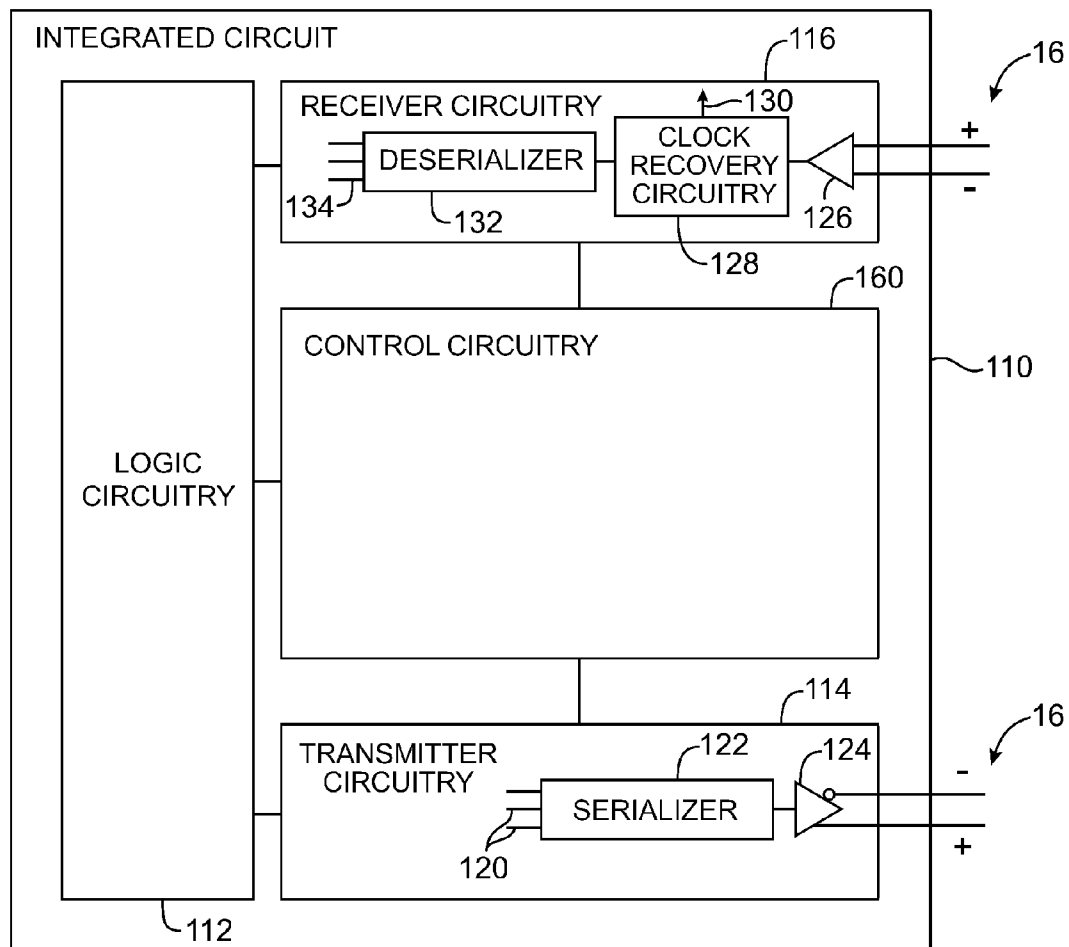 INTEGRATED CIRCUIT
116
16
RECEIVER CIRCUITRY
130
+
-
DESERIALIZER
CLOCK
RECOVERY
CIRCUITRY
134
132
128
126
160
CONTROL CIRCUITRY
110
LOGIC
CIRCUITRY
114
16
TRANSMITTER
CIRCUITRY
122
124
-
+
SERIALIZER
120
112